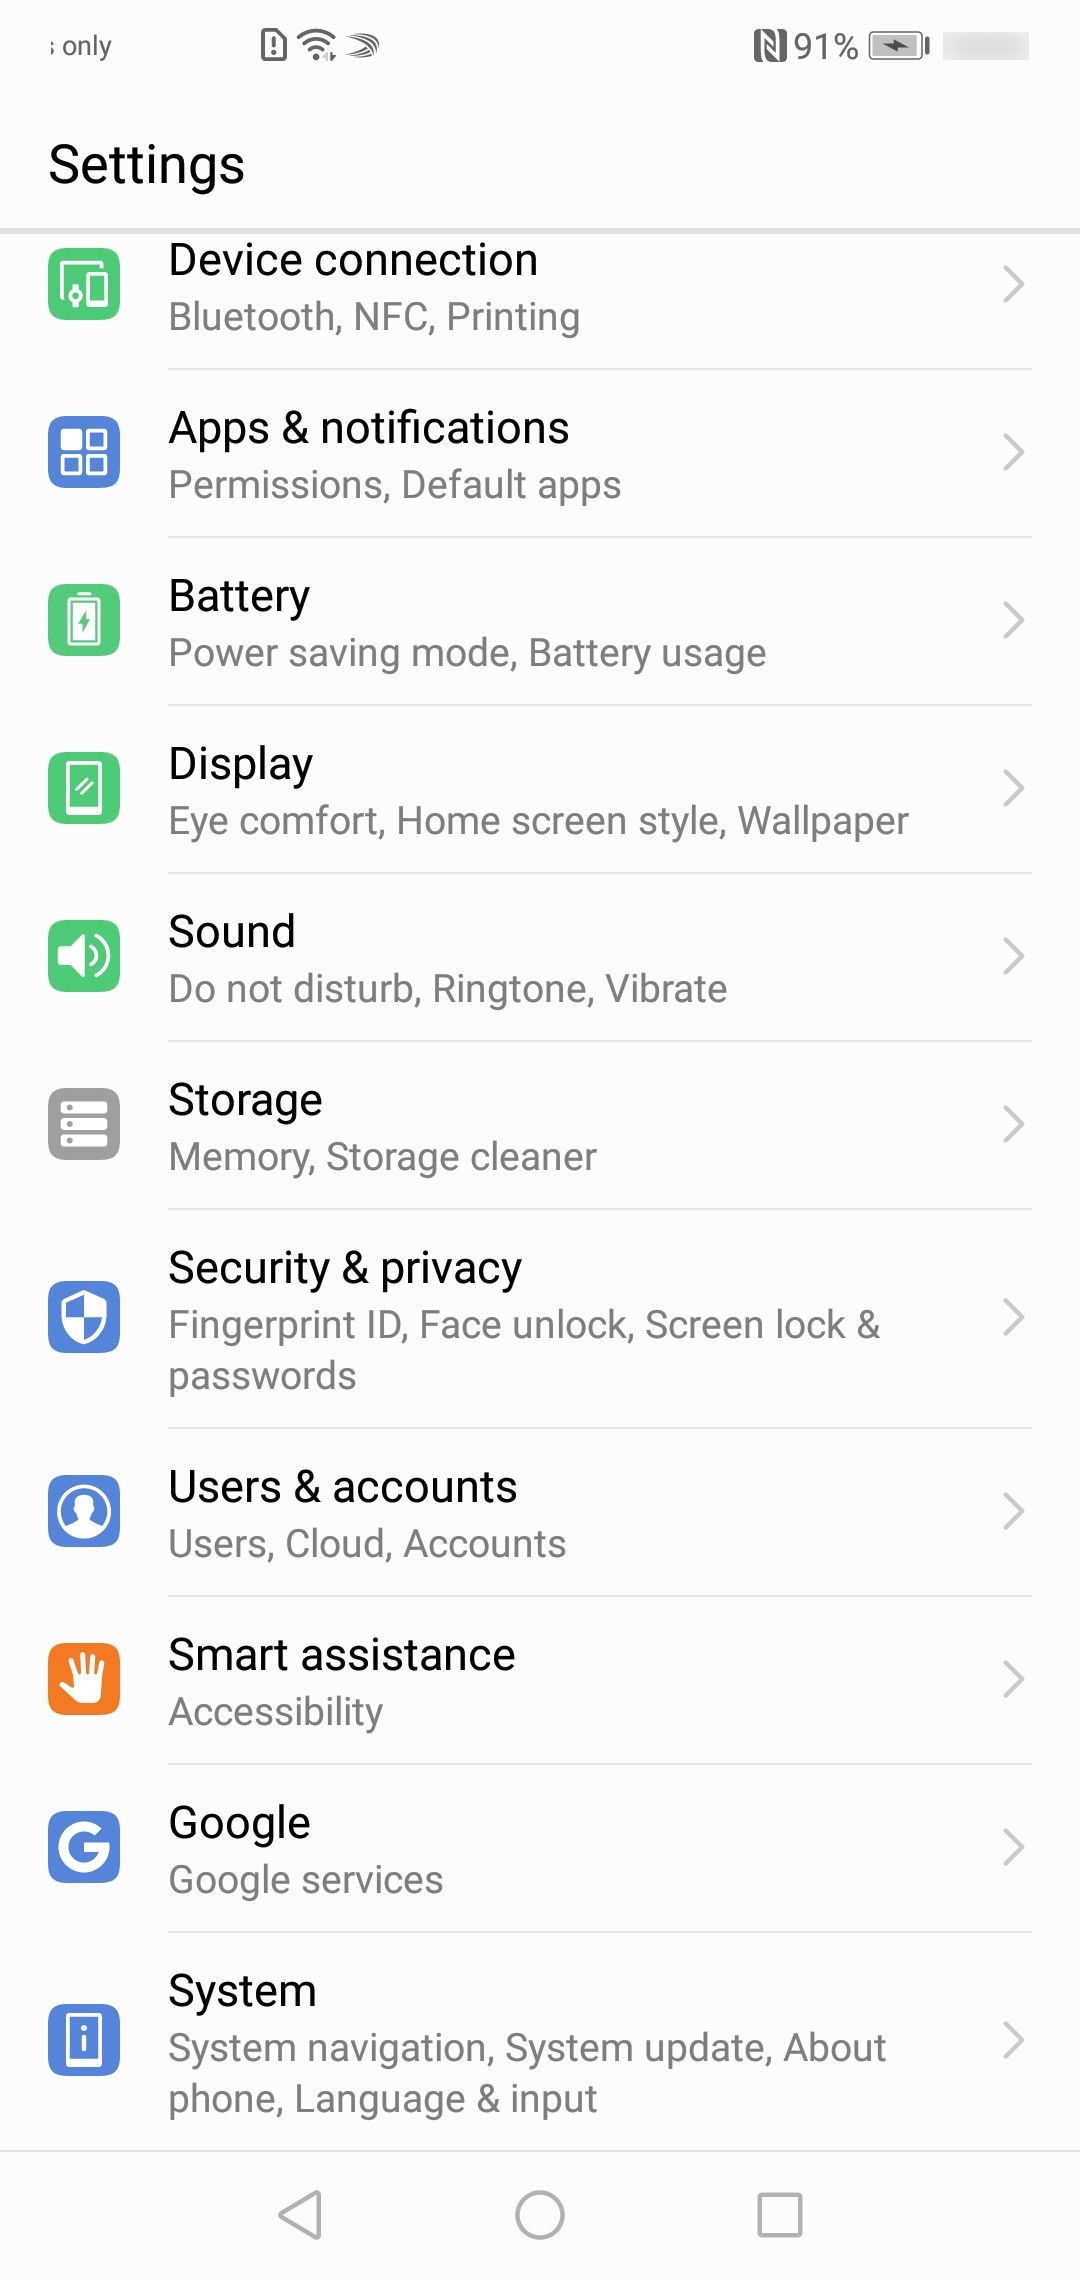 only
91%
Settings
Device connection
Bluetooth, NFC, Printing
Apps & notifications
Permissions, Default apps
Battery
Power saving mode, Battery usage
Display
Eye comfort, Home screen style, Wallpaper
Sound
Do not disturb, Ringtone, Vibrate
Storage
Memory, Storage cleaner
Security & privacy
Fingerprint ID, Face unlock, Screen lock &
passwords
Users & accounts
Users, Cloud, Accounts
Smart assistance
Accessibility
Google
Google services
System
System navigation, System update, About
phone, Language & input